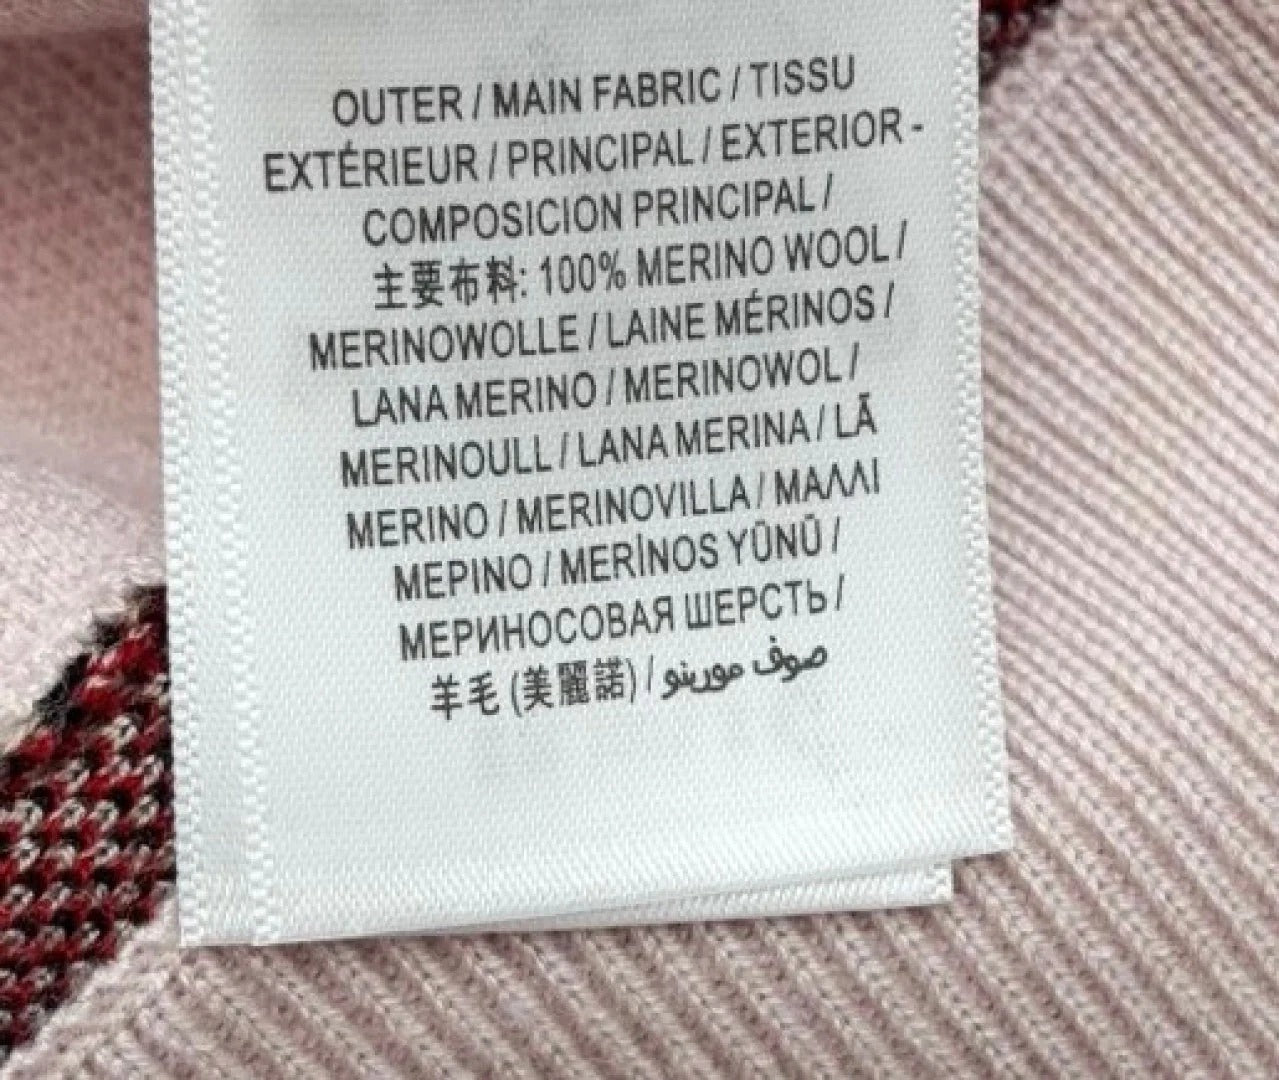 OUTER / MAIN FABRIC / TISSU
EXTÉRIEUR / PRINCIPAL / EXTERIOR -
COMPOSICION PRINCIPAL /
主要布料: 100% MERINO WOOL /
MERINOWOLLE / LAINE MÉRINOS /
LANA MERINO / MERINOWOL /
MERINOULL / LANA MERINA / LÃ
MERINO / MERINOVILLA / ΜΑΛΛΙ
ΜΕΡΙΝΟ / MERİNOS YŪNŪ /
МЕРИНОСОВАЯ ШЕРСТЬ /
羊毛 (美麗諾) / صوف مورينو